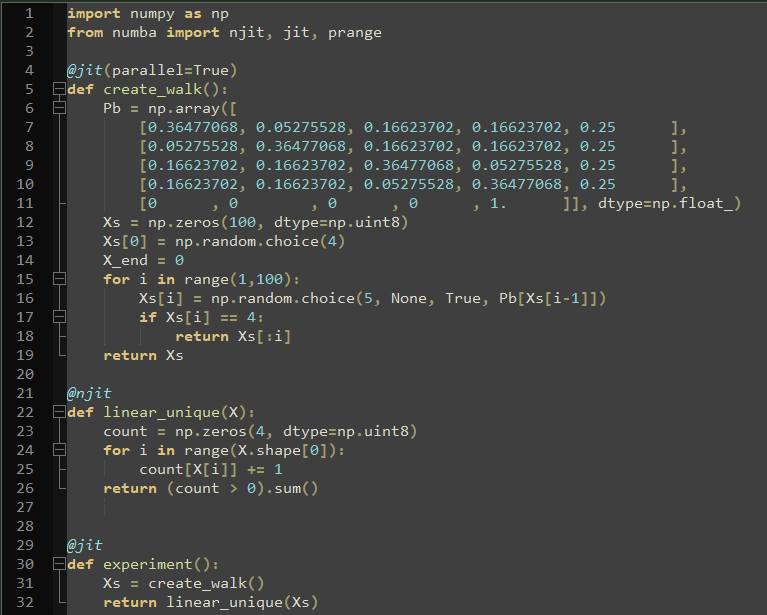 1 import numpy as np
2 from numba import njit, jit, prange
3
4 @jit(parallel=True)
5 def create_walk():
6     Pb = np.array([
7         [0.36477068, 0.05275528, 0.16623702, 0.16623702, 0.25      ],
8         [0.05275528, 0.36477068, 0.16623702, 0.16623702, 0.25      ],
9         [0.16623702, 0.16623702, 0.36477068, 0.05275528, 0.25      ],
10         [0.16623702, 0.16623702, 0.05275528, 0.36477068, 0.25      ],
11         [0       , 0        , 0      , 0      , 1.      ]], dtype=np.float_)
12     Xs = np.zeros(100, dtype=np.uint8)
13     Xs[0] = np.random.choice(4)
14     X_end = 0
15     for i in range(1,100):
16         Xs[i] = np.random.choice(5, None, True, Pb[Xs[i-1]])
17         if Xs[i] == 4:
18             return Xs[:i]
19     return Xs
20
21 @njit
22 def linear_unique(X):
23     count = np.zeros(4, dtype=np.uint8)
24     for i in range(X.shape[0]):
25         count[X[i]] += 1
26     return (count > 0).sum()
27
28
29 @jit
30 def experiment():
31     Xs = create_walk()
32     return linear_unique(Xs)